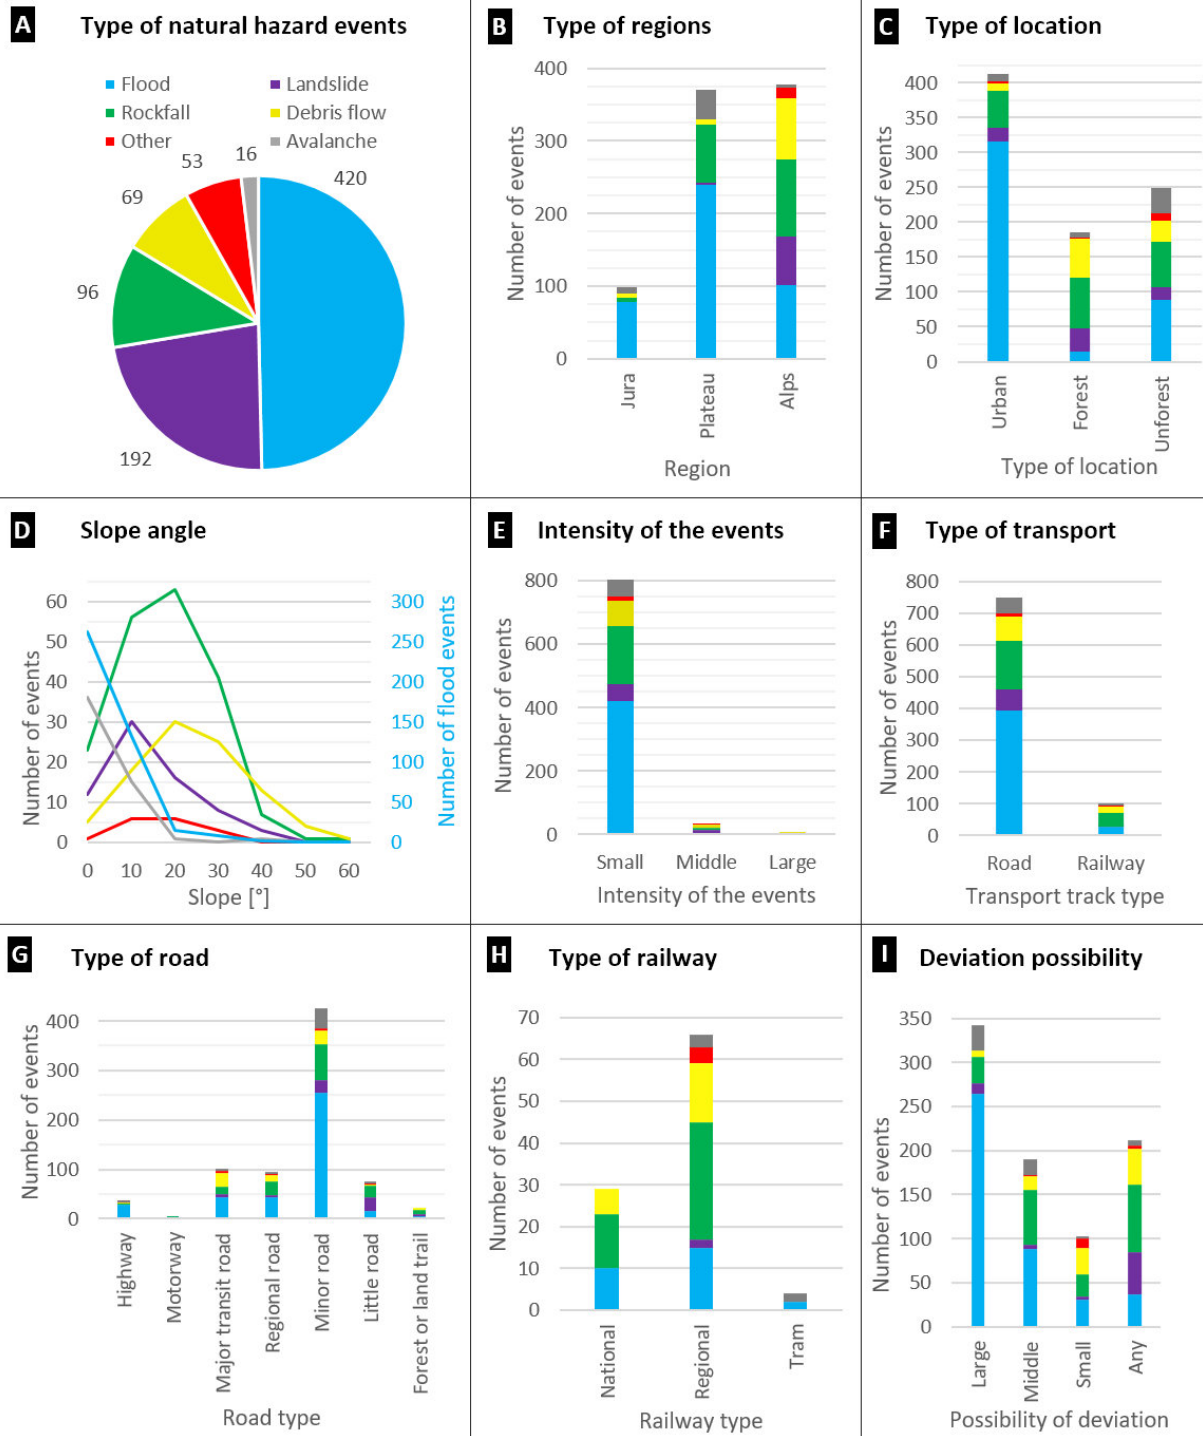 A Type of natural hazard events
Flood Landslide
Rockfall Debris flow
Other Avalanche
53 16 420
69
96
192
B Type of regions
400
300
200
100
0
Number of events
Jura Plateau Alps
Region
C Type of location
400
350
300
250
200
150
100
50
0
Number of events
Urban Forest Unforest
Type of location
D Slope angle
60 300
50 250
40 200
30 150
20 100
10 50
0 0
Number of events
Number of flood events
0 10 20 30 40 50 60
Slope [°]
E Intensity of the events
800
600
400
200
0
Number of events
Small Middle Large
Intensity of the events
F Type of transport
800
700
600
500
400
300
200
100
0
Number of events
Road Railway
Transport track type
G Type of road
400
300
200
100
0
Number of events
Highway Motorway Major transit road Regional road Minor road Little road Forest or land trail
Road type
H Type of railway
70
60
50
40
30
20
10
0
Number of events
National Regional Tram
Railway type
I Deviation possibility
350
300
250
200
150
100
50
0
Number of events
Large Middle Small Any
Possibility of deviation